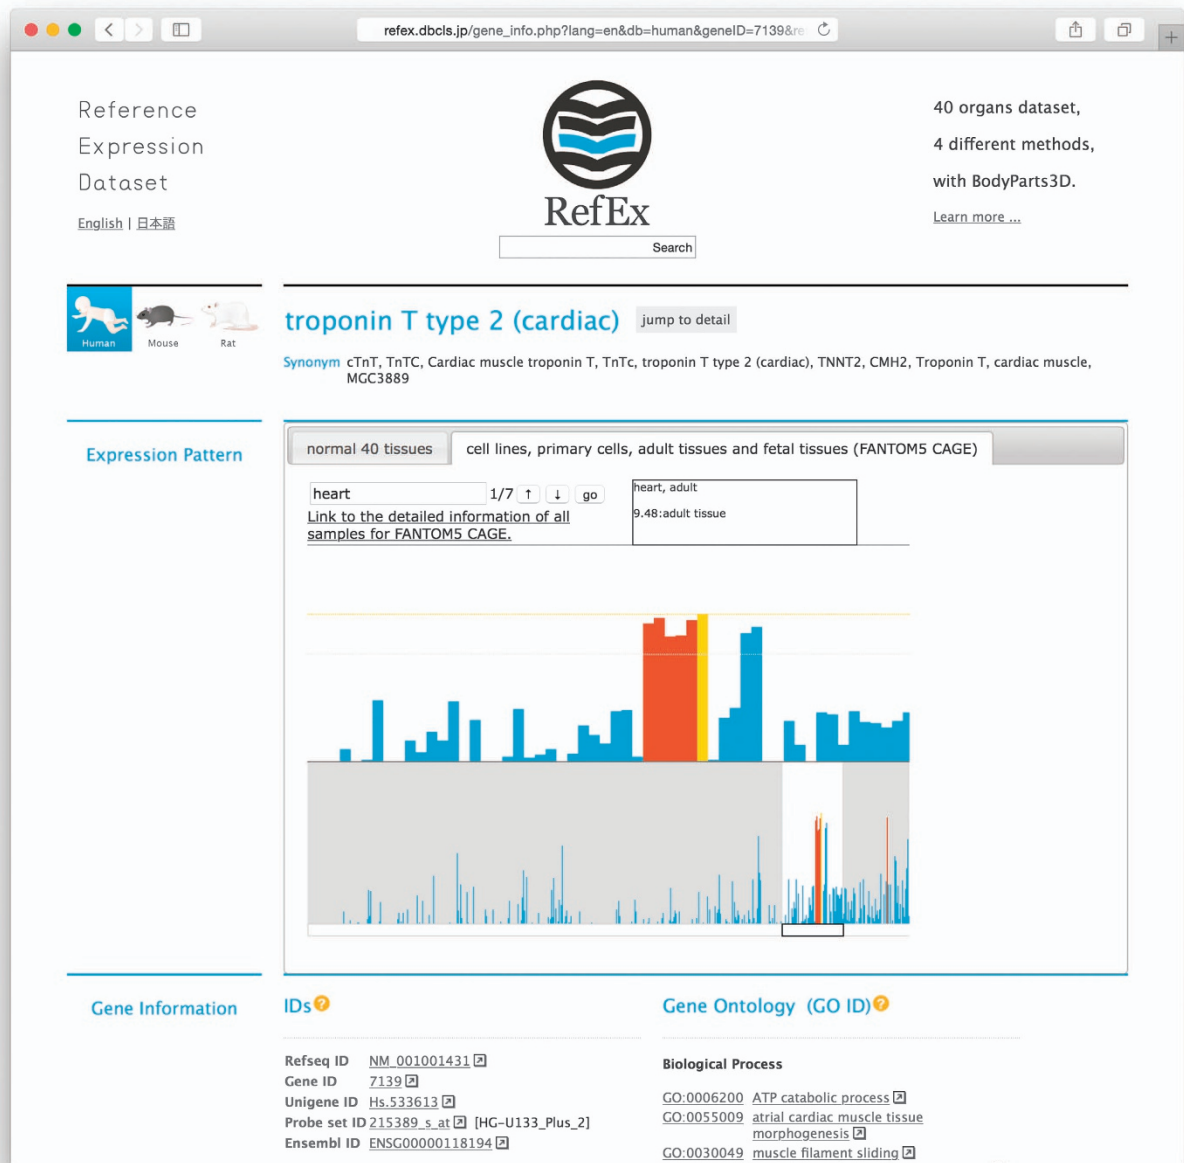 refex.dbcls.jp/gene_info.php?lang=en&db=human&geneID=7139&re
Reference
Expression
Dataset
English | 日本語
RefEx
Search
40 organs dataset,
4 different methods,
with BodyParts3D.
Learn more ...
Human
Mouse
Rat
troponin T type 2 (cardiac)
jump to detail
Synonym cTnT, TnTC, Cardiac muscle troponin T, TnTc, troponin T type 2 (cardiac), TNNT2, CMH2, Troponin T, cardiac muscle,
MGC3889
Expression Pattern
normal 40 tissues
cell lines, primary cells, adult tissues and fetal tissues (FANTOM5 CAGE)
heart 1/7 ↑ ↓ go
Link to the detailed information of all
samples for FANTOM5 CAGE.
heart, adult
9.48:adult tissue
Gene Information
IDs ?
Refseq ID NM_001001431
Gene ID 7139
Unigene ID Hs.533613
Probe set ID 215389_s_at [HG-U133_Plus_2]
Ensembl ID ENSG00000118194
Gene Ontology (GO ID) ?
Biological Process
GO:0006200 ATP catabolic process
GO:0055009 atrial cardiac muscle tissue
morphogenesis
GO:0030049 muscle filament sliding